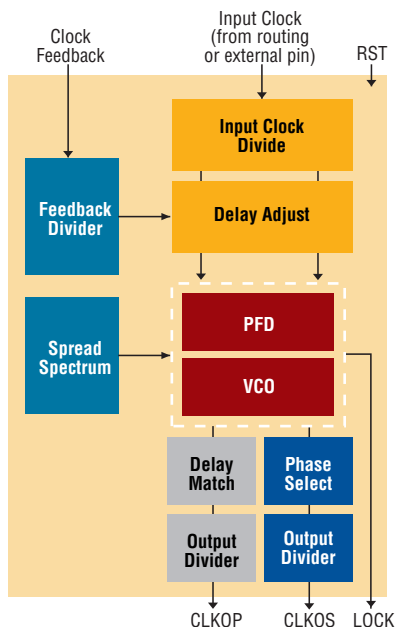 Clock
Feedback
Input Clock
(from routing
or external pin)
RST
Input Clock
Divide
Feedback
Divider
Delay Adjust
Spread
Spectrum
PFD
VCO
Delay
Match
Phase
Select
Output
Divider
Output
Divider
CLKOP
CLKOS
LOCK